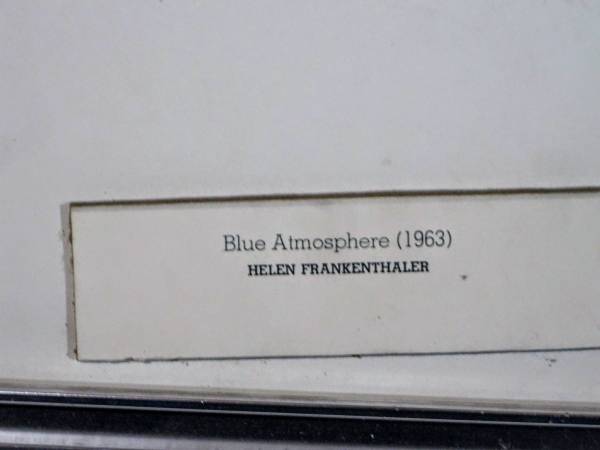 Blue Atmosphere (1963)
HELEN FRANKENTHALER